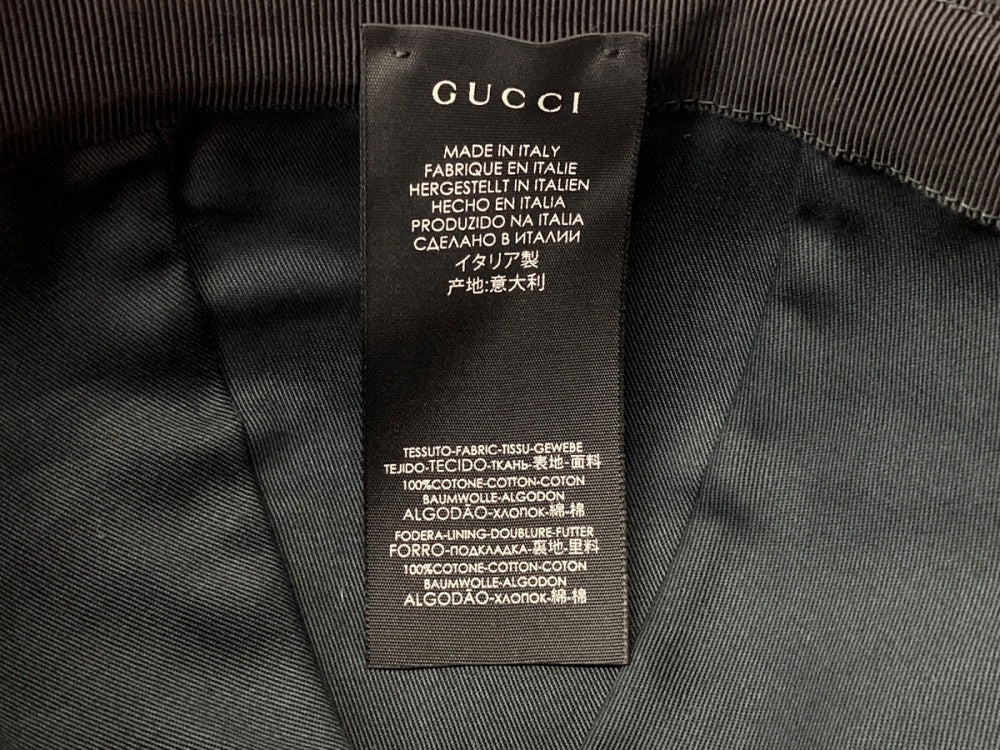 GUCCI
MADE IN ITALY
FABRIQUE EN ITALIE
HERGESTELLT IN ITALIEN
HECHO EN ITALIA
PRODUZIDO NA ITALIA
СДЕЛАНО В ИТАЛИИ
イタリア製
产地:意大利
TESSUTO-FABRIC-TISSU-GEWEBE
TEJIDO-TECIDO-ТКАНЬ-表地-面料
100%COTONE-COTTON-COTON
BAUMWOLLE-ALGODON
ALGODÃO-ХЛОПОК-綿-棉
FODERA-LINING-DOUBLURE-FUTTER
FORRO-ПОДКЛАДКА-裏地-里料
100%COTONE-COTTON-COTON
BAUMWOLLE-ALGODON
ALGODÃO-ХЛОПОК-綿-棉